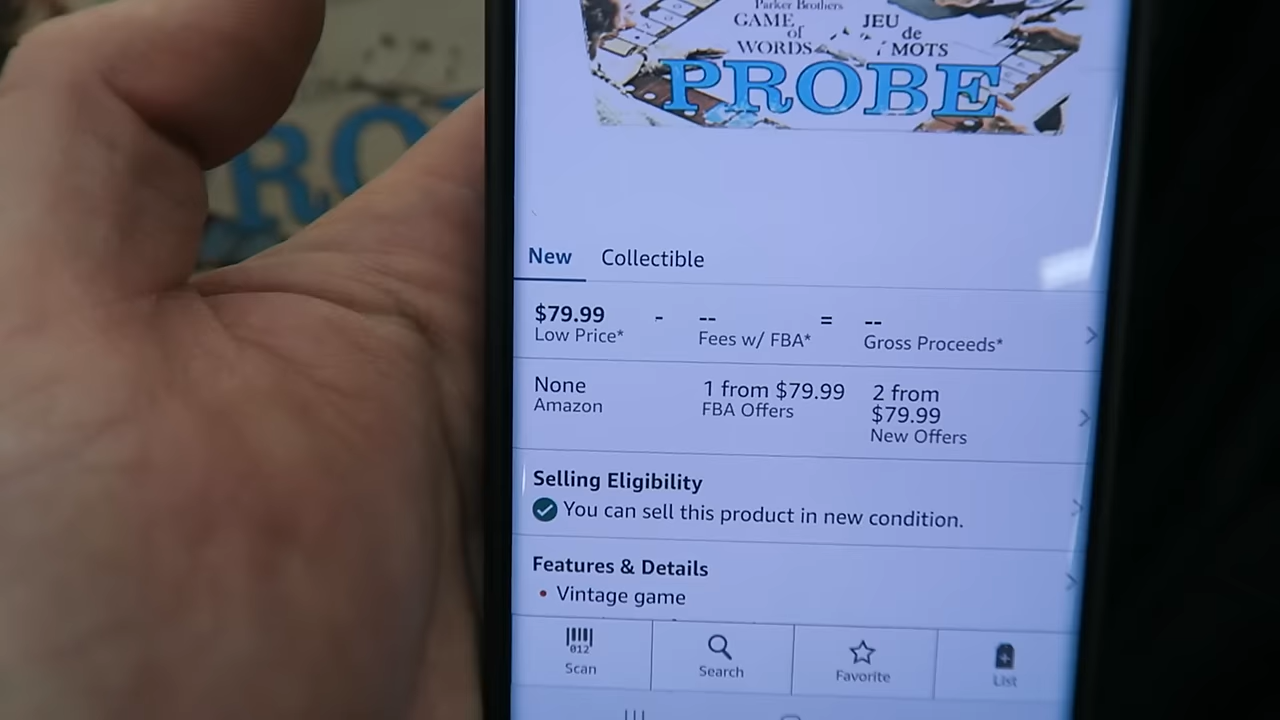 Parker Brothers
GAME JEU
of de
WORDS MOTS
PROBE
RO
New Collectible
$79.99 - -- = --
Low Price* Fees w/ FBA* Gross Proceeds*
None 1 from $79.99 2 from
Amazon FBA Offers $79.99
New Offers
Selling Eligibility
You can sell this product in new condition.
Features & Details
• Vintage game
012
Scan Search Favorite List